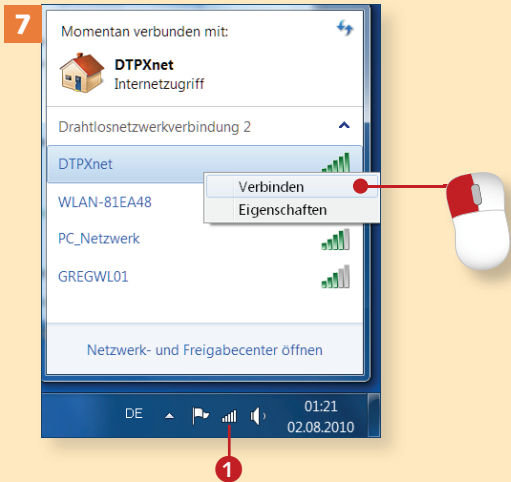 7
Momentan verbunden mit:
DTPXnet
Internetzugriff
Drahtlosnetzwerkverbindung 2
DTPXnet
Verbinden
Eigenschaften
WLAN-81EA48
PC_Netzwerk
GREGWL01
Netzwerk- und Freigabecenter öffnen
DE
01:21
02.08.2010
1